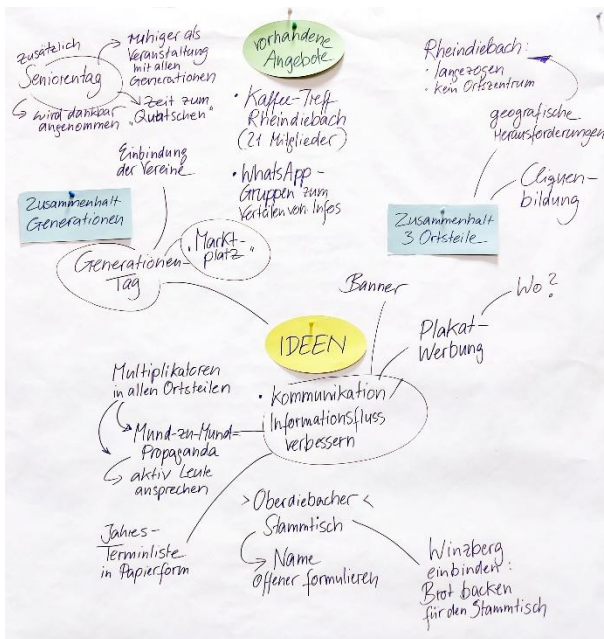 zusätzlich
Seniorentag
wird dankbar
angenommen
ruhiger als
Veranstaltung
mit allen
Generationen
Zeit zum
"Quatschen"
vorhandene
Angebote
• Kaffee-Treff
Rheindiebach
(21 Mitglieder)
• WhatsApp-
Gruppen zum
Verteilen von Infos
Rheindiebach:
• langezogen
• kein Ortszentrum
geografische
Herausforderungen
Cliquen-
bildung
Zusammenhalt
3 Ortsteile
Einbindung
der Vereine
Zusammenhalt
Generationen
"Markt-
platz"
Generationen-
Tag
IDEEN
Banner
Wo?
Plakat-
Werbung
• Kommunikation/
Informationsfluss
verbessern
Multiplikatoren
in allen Ortsteilen
Mund-zu-Mund=
Propaganda
aktiv Leute
ansprechen
Jahres-
Terminliste
in Papierform
>Oberdiebacher<
Stammtisch
Name
Offener formulieren
Winzberg
einbinden:
Brot backen
für den Stammtisch